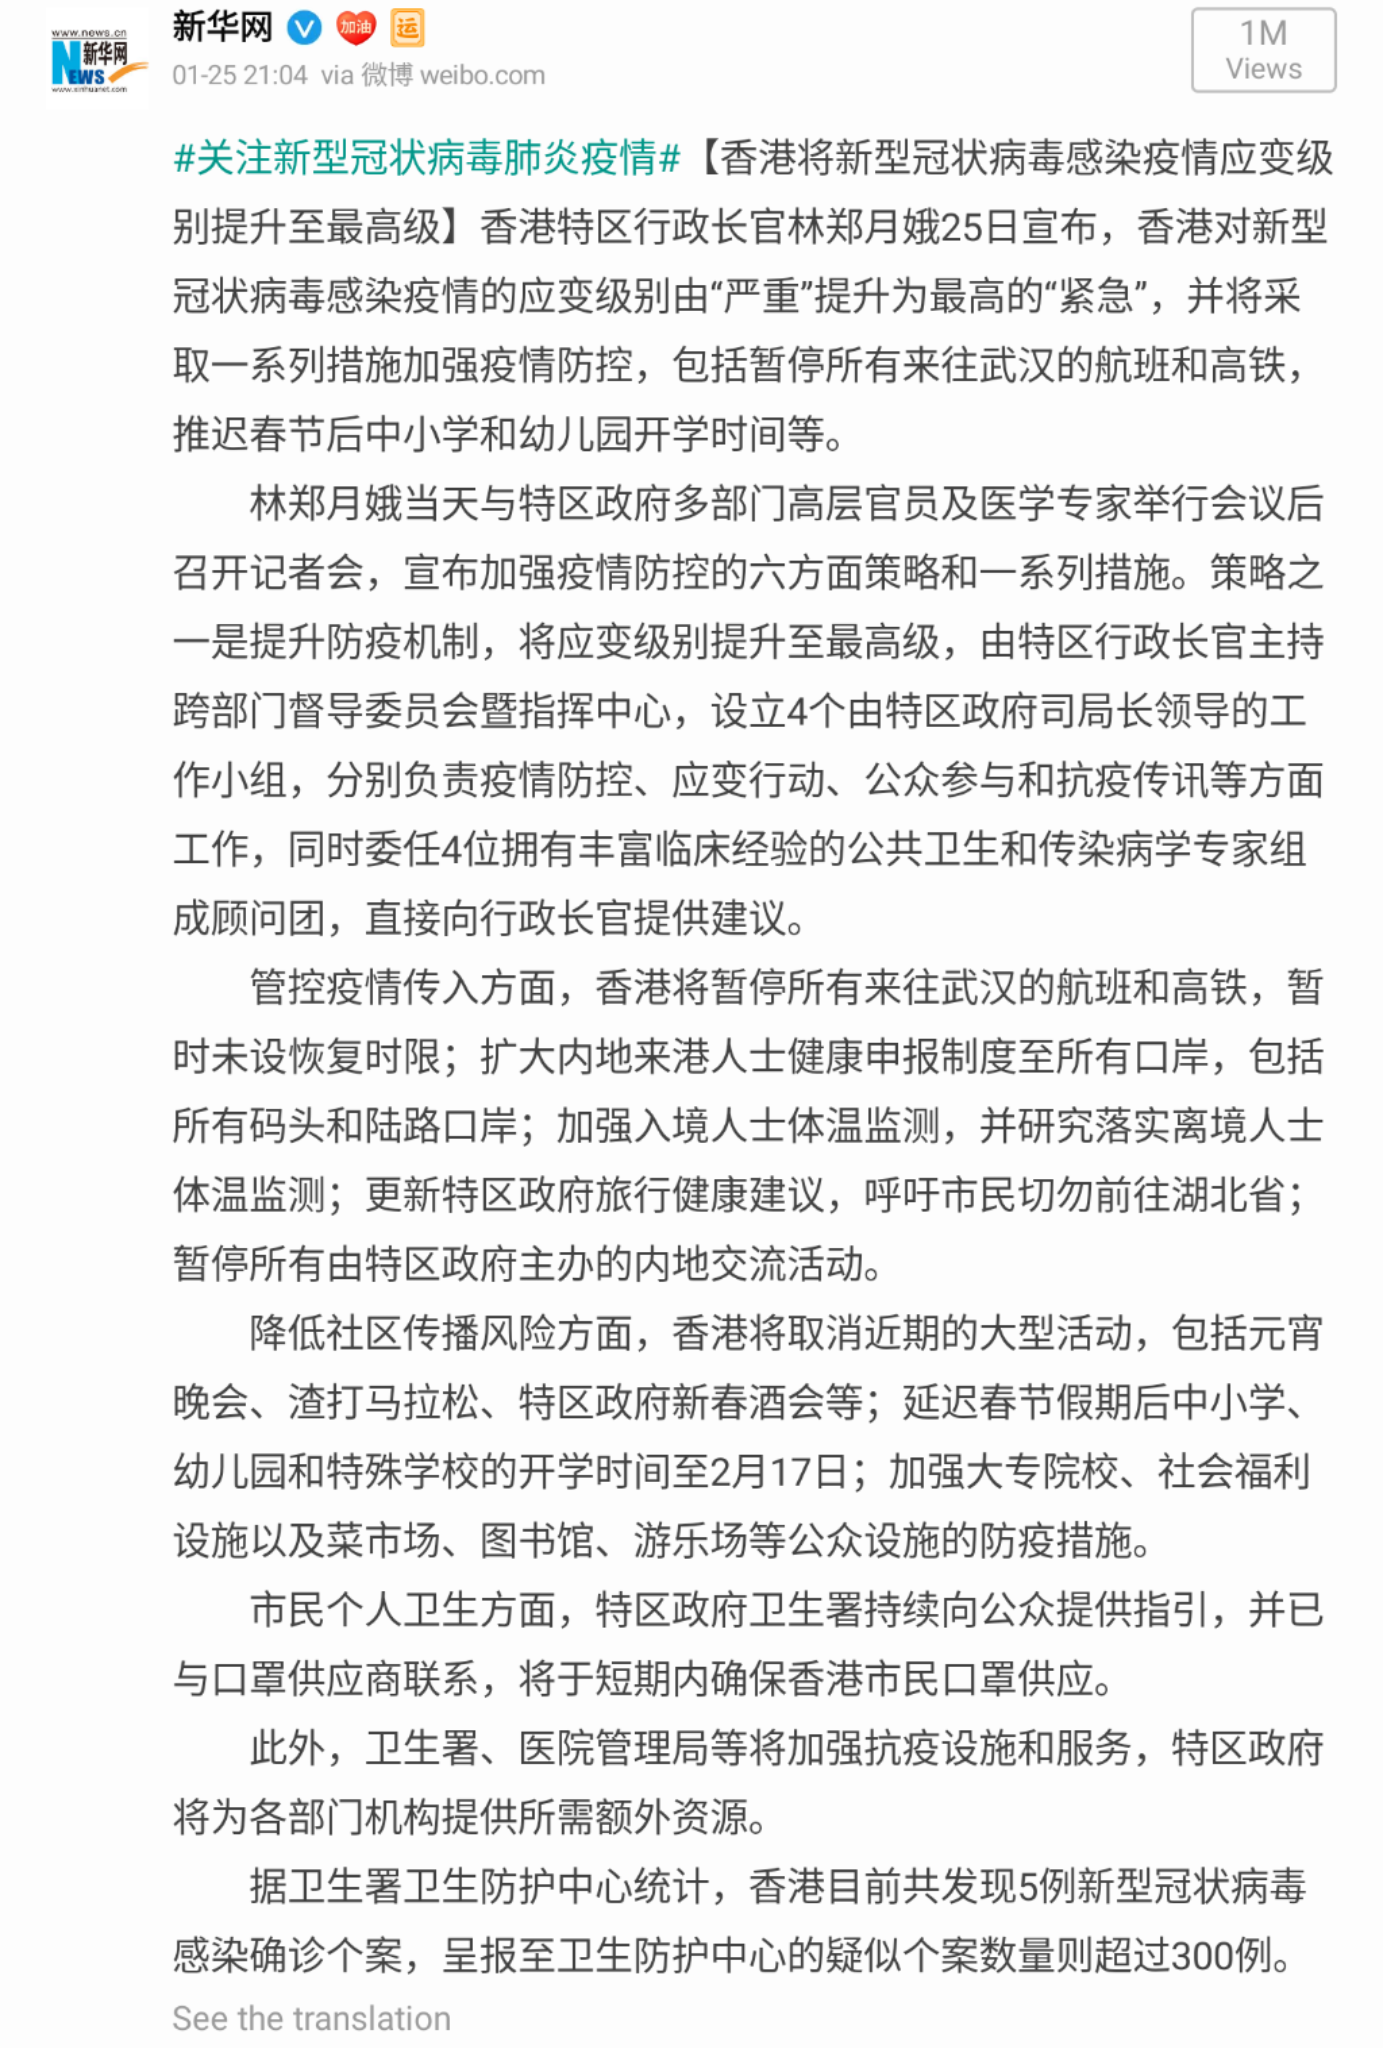 www.news.cn
新华网
NEWS
www.xinhuanet.com
新华网 V 加油 运
01-25 21:04 via 微博 weibo.com
1M
Views
#关注新型冠状病毒肺炎疫情#【香港将新型冠状病毒感染疫情应变级
别提升至最高级】香港特区行政长官林郑月娥25日宣布，香港对新型
冠状病毒感染疫情的应变级别由“严重”提升为最高的“紧急”，并将采
取一系列措施加强疫情防控，包括暂停所有来往武汉的航班和高铁，
推迟春节后中小学和幼儿园开学时间等。
林郑月娥当天与特区政府多部门高层官员及医学专家举行会议后
召开记者会，宣布加强疫情防控的六方面策略和一系列措施。策略之
一是提升防疫机制，将应变级别提升至最高级，由特区行政长官主持
跨部门督导委员会暨指挥中心，设立4个由特区政府司局长领导的工
作小组，分别负责疫情防控、应变行动、公众参与和抗疫传讯等方面
工作，同时委任4位拥有丰富临床经验的公共卫生和传染病学专家组
成顾问团，直接向行政长官提供建议。
管控疫情传入方面，香港将暂停所有来往武汉的航班和高铁，暂
时未设恢复时限；扩大内地来港人士健康申报制度至所有口岸，包括
所有码头和陆路口岸；加强入境人士体温监测，并研究落实离境人士
体温监测；更新特区政府旅行健康建议，呼吁市民切勿前往湖北省；
暂停所有由特区政府主办的内地交流活动。
降低社区传播风险方面，香港将取消近期的大型活动，包括元宵
晚会、渣打马拉松、特区政府新春酒会等；延迟春节假期后中小学、
幼儿园和特殊学校的开学时间至2月17日；加强大专院校、社会福利
设施以及菜市场、图书馆、游乐场等公众设施的防疫措施。
市民个人卫生方面，特区政府卫生署持续向公众提供指引，并已
与口罩供应商联系，将于短期内确保香港市民口罩供应。
此外，卫生署、医院管理局等将加强抗疫设施和服务，特区政府
将为各部门机构提供所需额外资源。
据卫生署卫生防护中心统计，香港目前共发现5例新型冠状病毒
感染确诊个案，呈报至卫生防护中心的疑似个案数量则超过300例。
See the translation